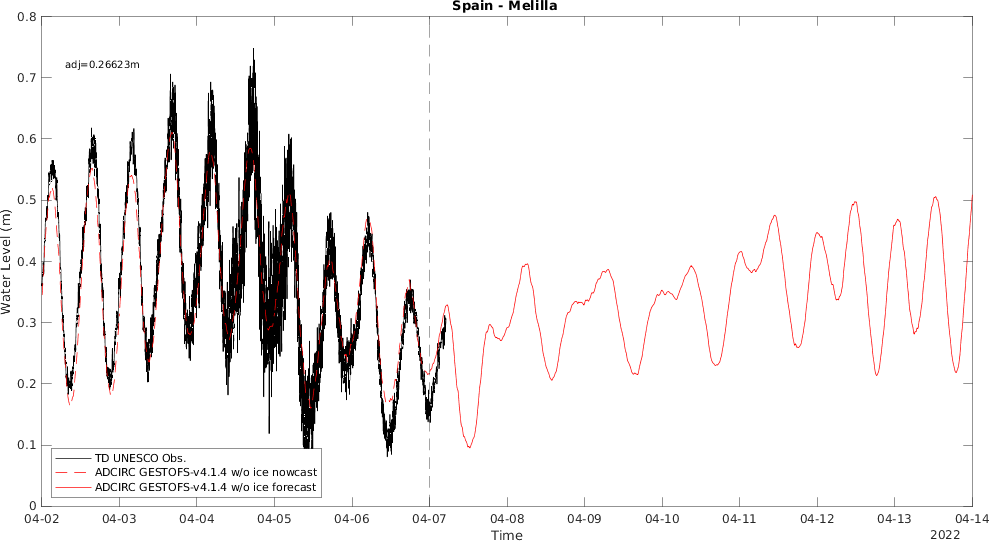 Spain - Melilla
adj=0.26623m
Water Level (m)
0.8
0.7
0.6
0.5
0.4
0.3
0.2
0.1
0
TD UNESCO Obs.
ADCIRC GESTOFS-v4.1.4 w/o ice nowcast
ADCIRC GESTOFS-v4.1.4 w/o ice forecast
04-02 04-03 04-04 04-05 04-06 04-07 04-08 04-09 04-10 04-11 04-12 04-13 04-14
Time
2022